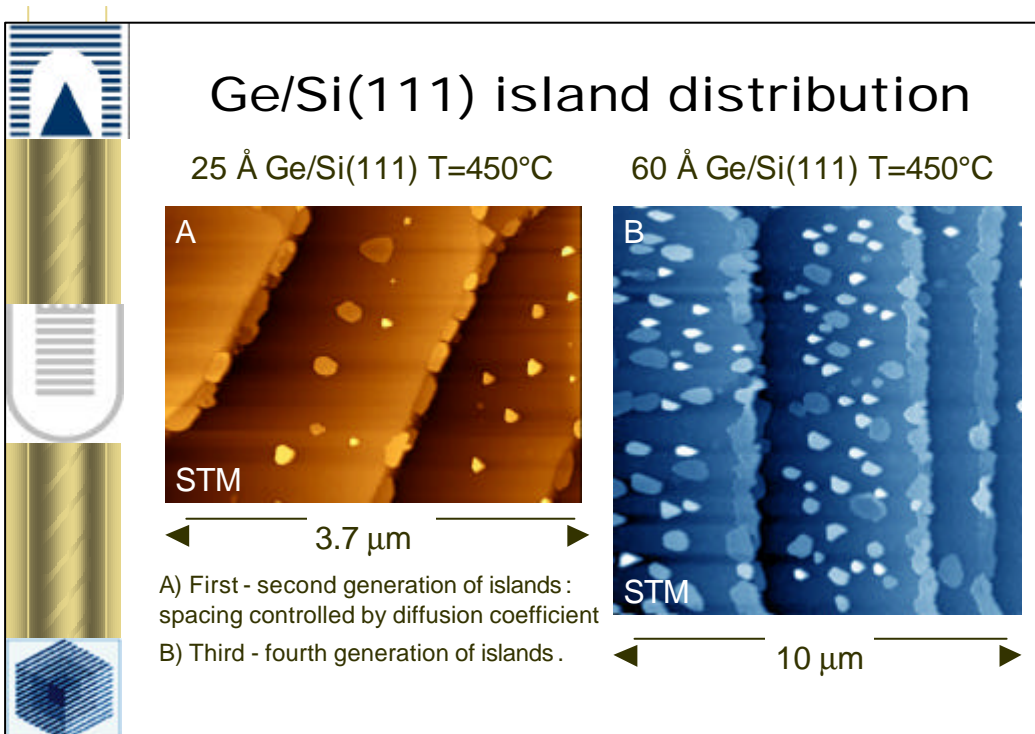 Ge/Si(111) island distribution
25 Å Ge/Si(111) T=450°C
60 Å Ge/Si(111) T=450°C
A
STM
B
STM
3.7 μm
A) First - second generation of islands :
spacing controlled by diffusion coefficient
B) Third - fourth generation of islands .
10 μm